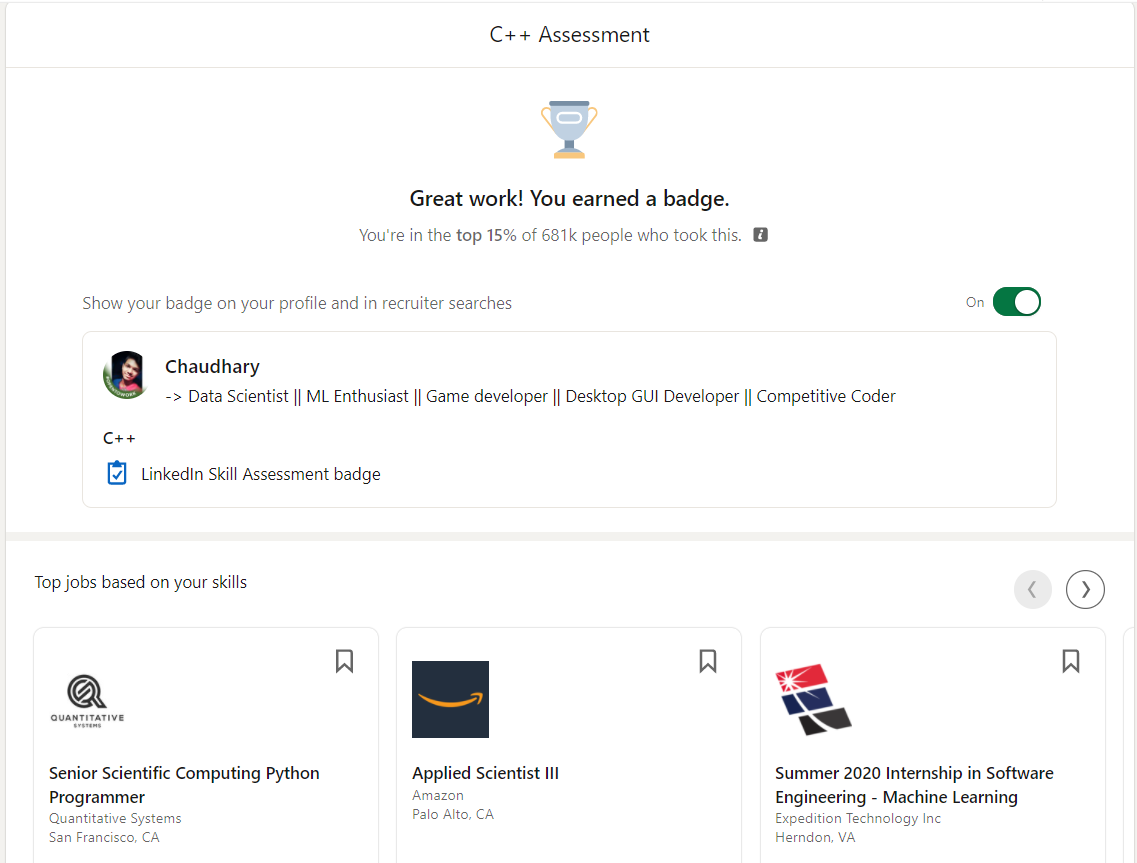 C++ Assessment
Great work! You earned a badge.
You're in the top 15% of 681k people who took this.
Show your badge on your profile and in recruiter searches
On
Chaudhary
-> Data Scientist || ML Enthusiast || Game developer || Desktop GUI Developer || Competitive Coder
C++
LinkedIn Skill Assessment badge
Top jobs based on your skills
QUANTITATIVE
SYSTEMS
Senior Scientific Computing Python
Programmer
Quantitative Systems
San Francisco, CA
Applied Scientist III
Amazon
Palo Alto, CA
Summer 2020 Internship in Software
Engineering - Machine Learning
Expedition Technology Inc
Herndon, VA